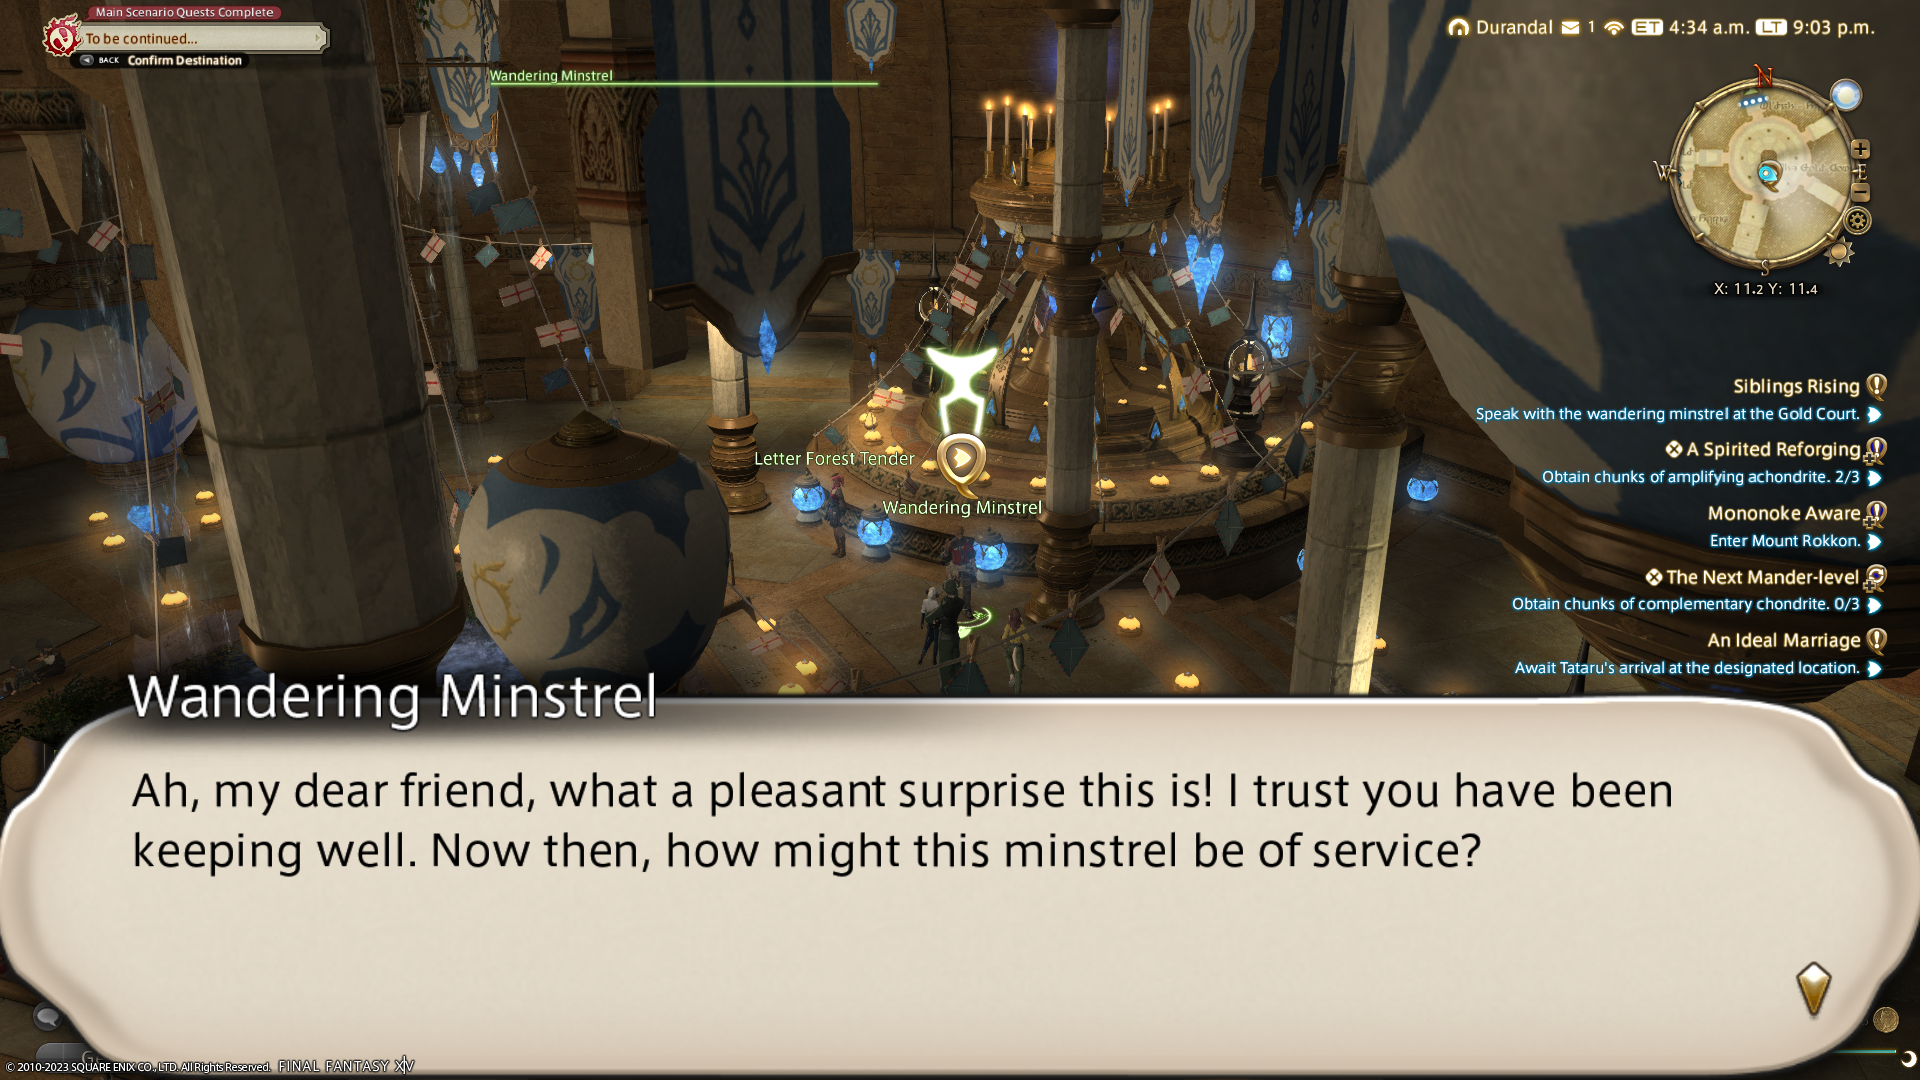 Main Scenario Quests Complete
To be continued...
BACK Confirm Destination
Wandering Minstrel
Durandal 1 ET 4:34 a.m. LT 9:03 p.m.
N
W
E
S
X: 11.2 Y: 11.4
Siblings Rising
Speak with the wandering minstrel at the Gold Court.
A Spirited Reforging
Obtain chunks of amplifying achondrite. 2/3
Mononoke Aware
Enter Mount Rokkon.
The Next Mander-level
Obtain chunks of complementary chondrite. 0/3
An Ideal Marriage
Await Tataru's arrival at the designated location.
Letter Forest Tender
Wandering Minstrel
Wandering Minstrel
Ah, my dear friend, what a pleasant surprise this is! I trust you have been
keeping well. Now then, how might this minstrel be of service?
© 2010-2023 SQUARE ENIX CO., LTD. All Rights Reserved. FINAL FANTASY XIV